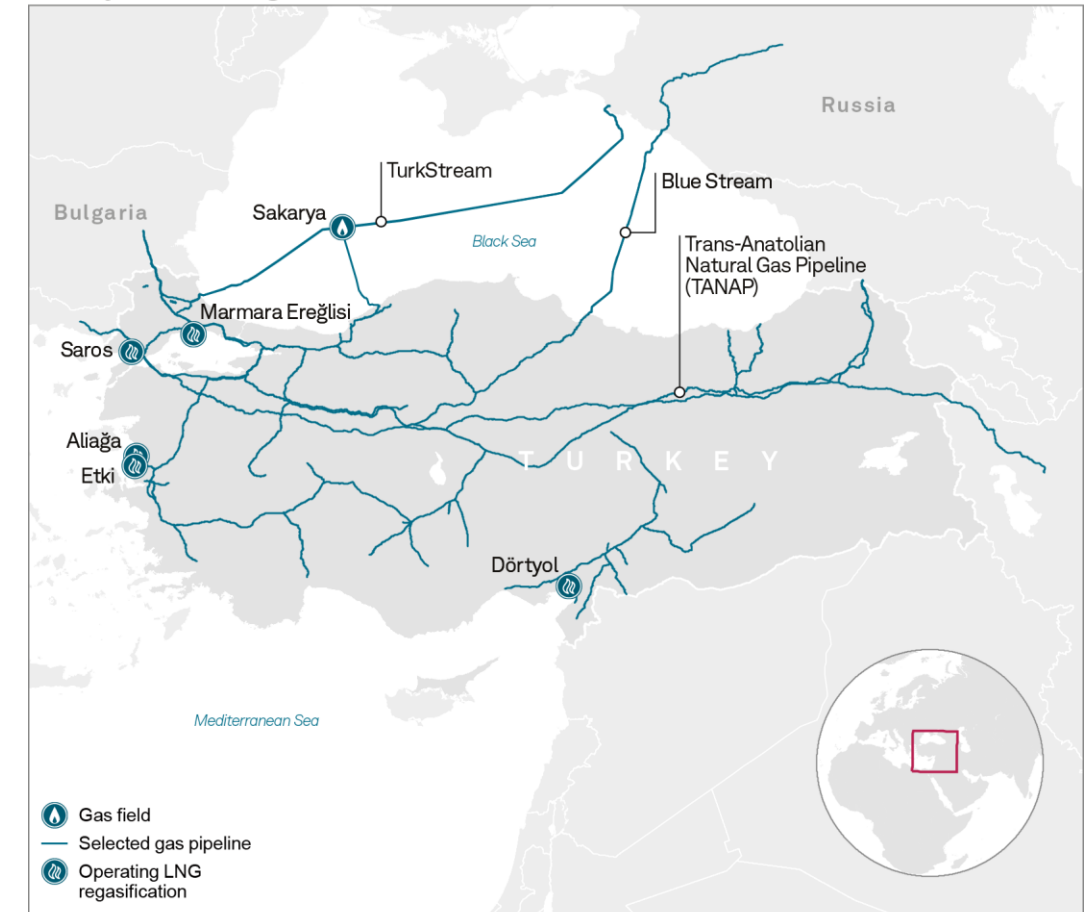 Russia
TurkStream
Blue Stream
Bulgaria
Sakarya
Black Sea
Trans-Anatolian
Natural Gas Pipeline
(TANAP)
Marmara Ereğlisi
Saros
Aliağa
Etki
TURKEY
Dörtyol
Mediterranean Sea
Gas field
Selected gas pipeline
Operating LNG
regasification